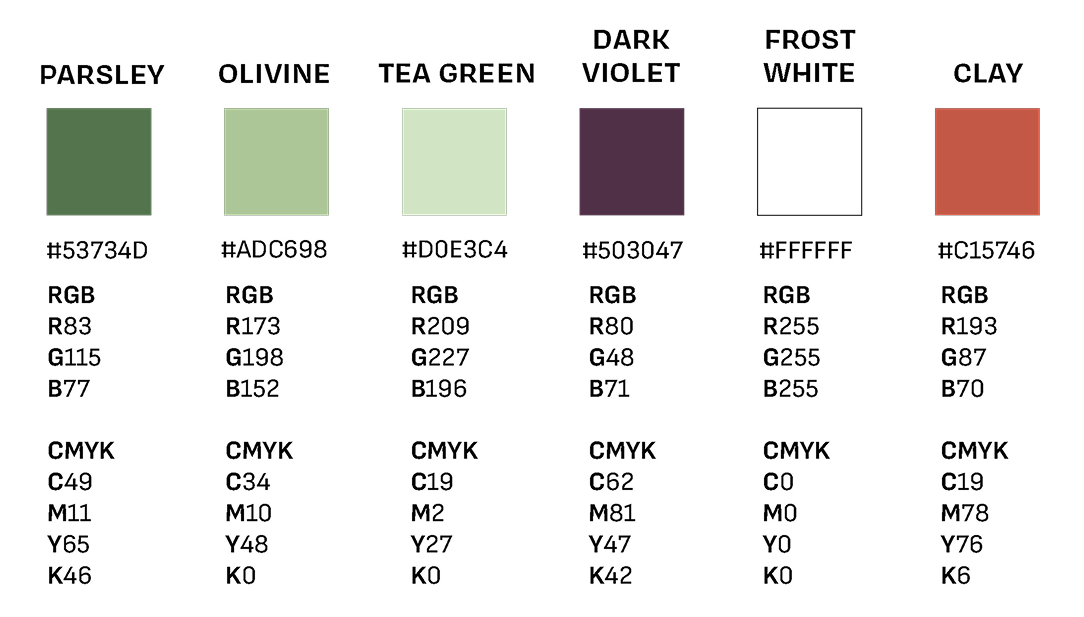 PARSLEY
#53734D
RGB
R83
G115
B77
CMYK
C49
M11
Y65
K46
OLIVINE
#ADC698
RGB
R173
G198
B152
CMYK
C34
M10
Y48
K0
TEA GREEN
#D0E3C4
RGB
R209
G227
B196
CMYK
C19
M2
Y27
K0
DARK
VIOLET
#503047
RGB
R80
G48
B71
CMYK
C62
M81
Y47
K42
FROST
WHITE
#FFFFFF
RGB
R255
G255
B255
CMYK
C0
M0
Y0
K0
CLAY
#C15746
RGB
R193
G87
B70
CMYK
C19
M78
Y76
K6